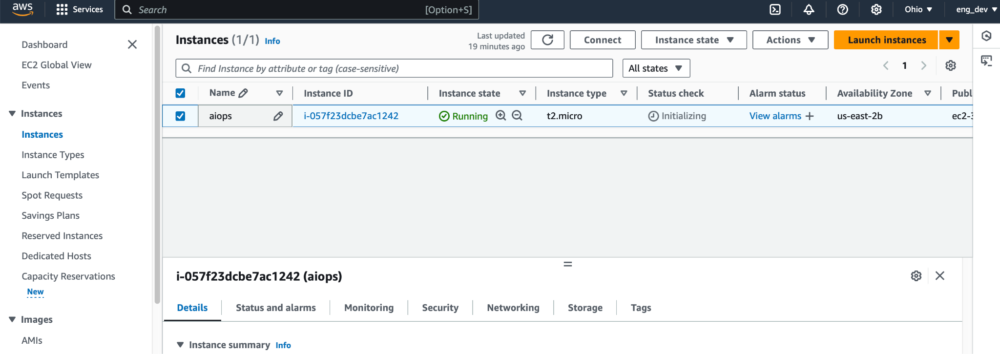 aws
Services
Search
[Option+S]
Ohio
eng_dev
Dashboard
EC2 Global View
Events
Instances
Instances
Instance Types
Launch Templates
Spot Requests
Savings Plans
Reserved Instances
Dedicated Hosts
Capacity Reservations
New
Images
AMIs
Instances (1/1) Info
Last updated
19 minutes ago
Connect
Instance state
Actions
Launch instances
Find Instance by attribute or tag (case-sensitive)
All states
1
Name Instance ID Instance state Instance type Status check Alarm status Availability Zone Publ
aiops i-057f23dcbe7ac1242 Running t2.micro Initializing View alarms + us-east-2b ec2-3
i-057f23dcbe7ac1242 (aiops)
Details Status and alarms Monitoring Security Networking Storage Tags
Instance summary Info